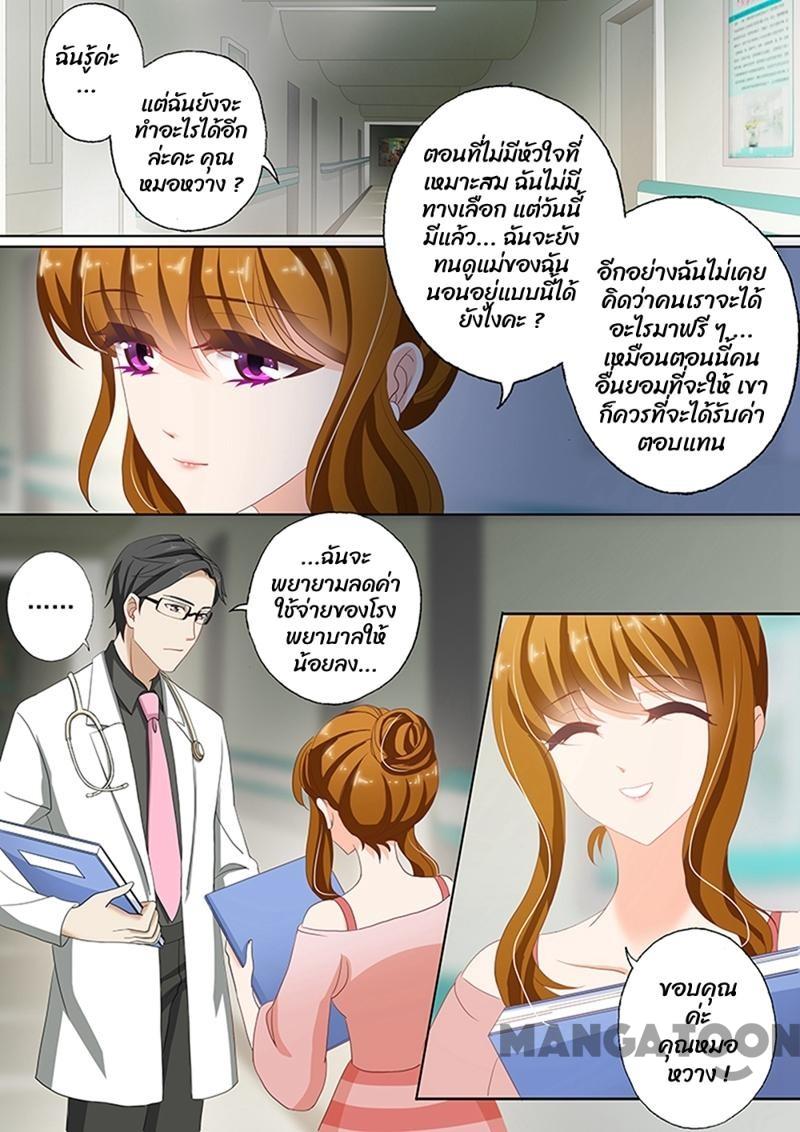 ฉันรู้ค่ะ
...
แต่ฉันยังจะ
ทำอะไรได้อีก
ล่ะคะ คุณ
หมอหวาง ?
ตอนที่ไม่มีหัวใจที่
เหมาะสม ฉันไม่มี
ทางเลือก แต่วันนี้
มีแล้ว... ฉันจะยัง
ทนดูแม่ของฉัน
นอนอยู่แบบนี้ได้
ยังไงคะ ?
อีกอย่างฉันไม่เคย
คิดว่าคนเราจะได้
อะไรมาฟรี ๆ ...
เหมือนตอนนี้คน
อื่นยอมที่จะให้ เขา
ก็ควรที่จะได้รับค่า
ตอบแทน
......
...ฉันจะ
พยายามลดค่า
ใช้จ่ายของโรง
พยาบาลให้
น้อยลง...
ขอบคุณ
ค่ะ
คุณหมอ
หวาง !
MANGATOON